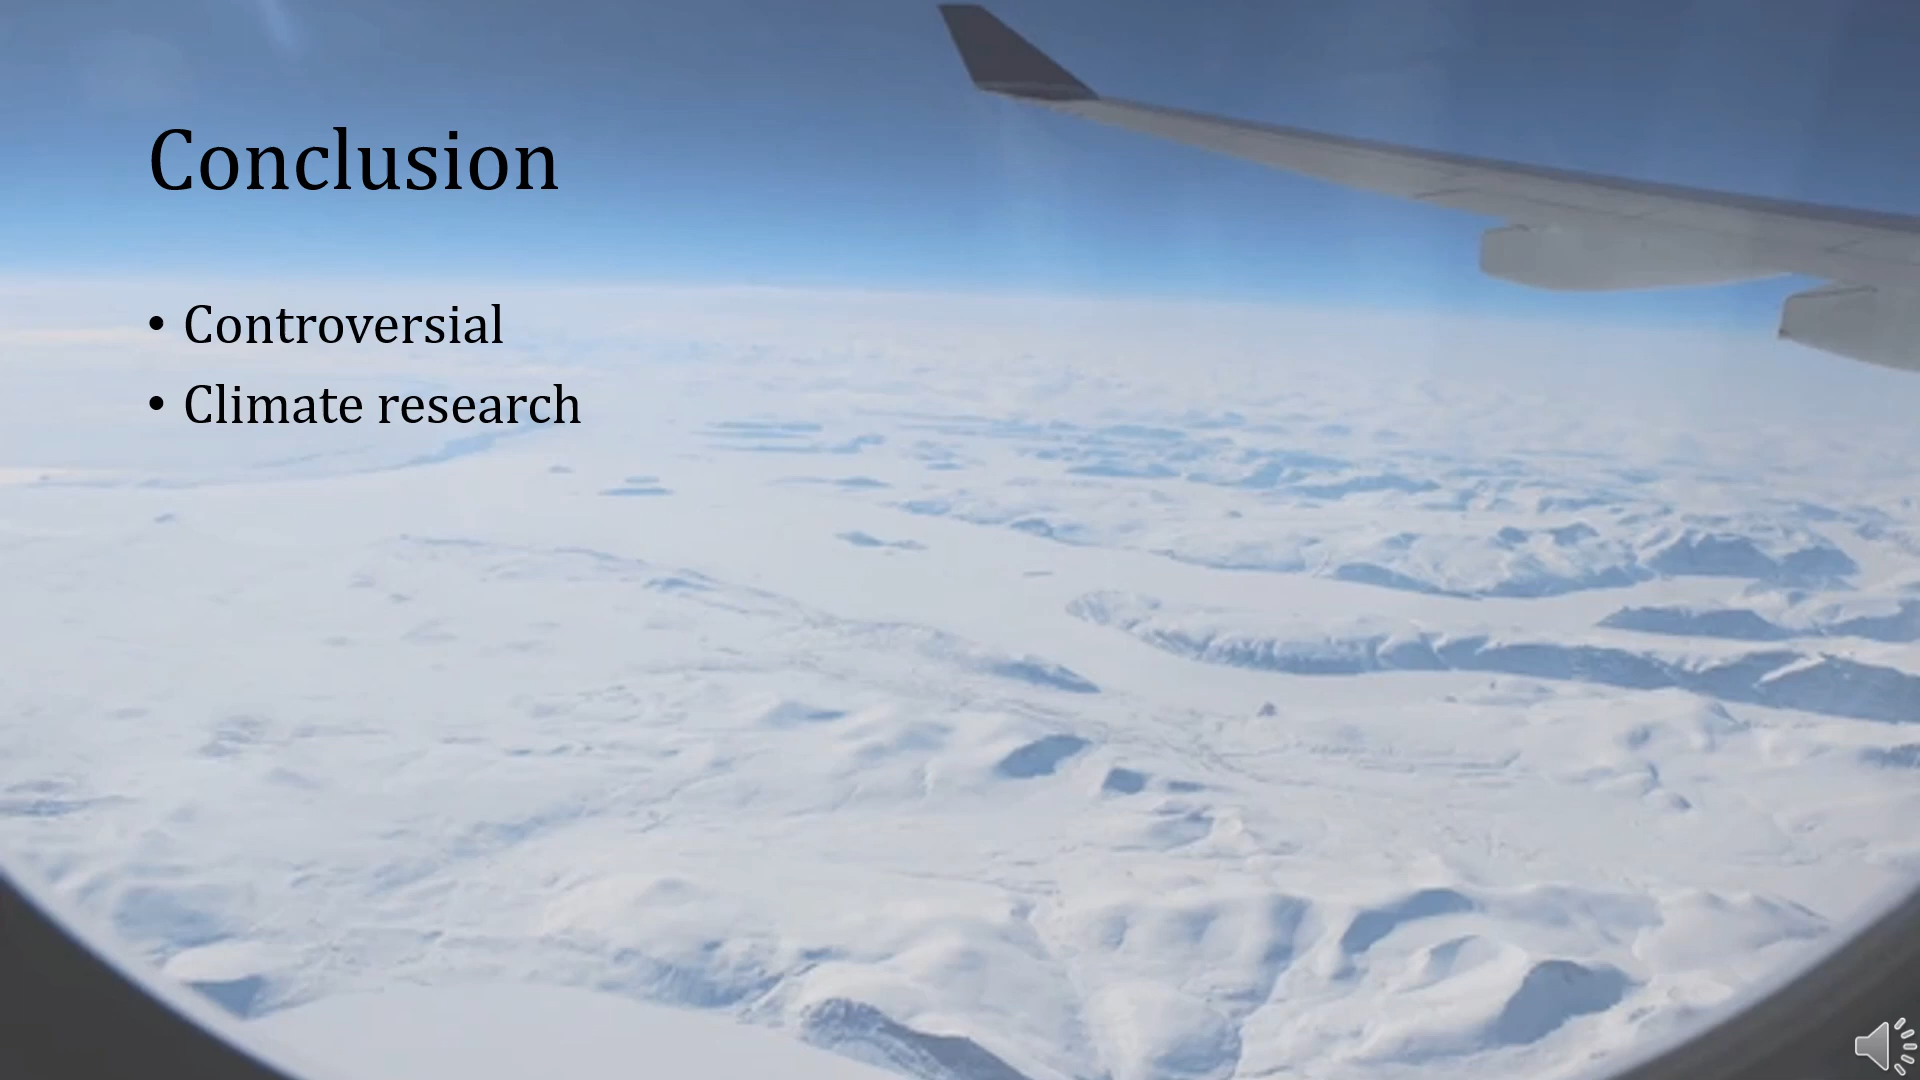 Conclusion
• Controversial
• Climate research